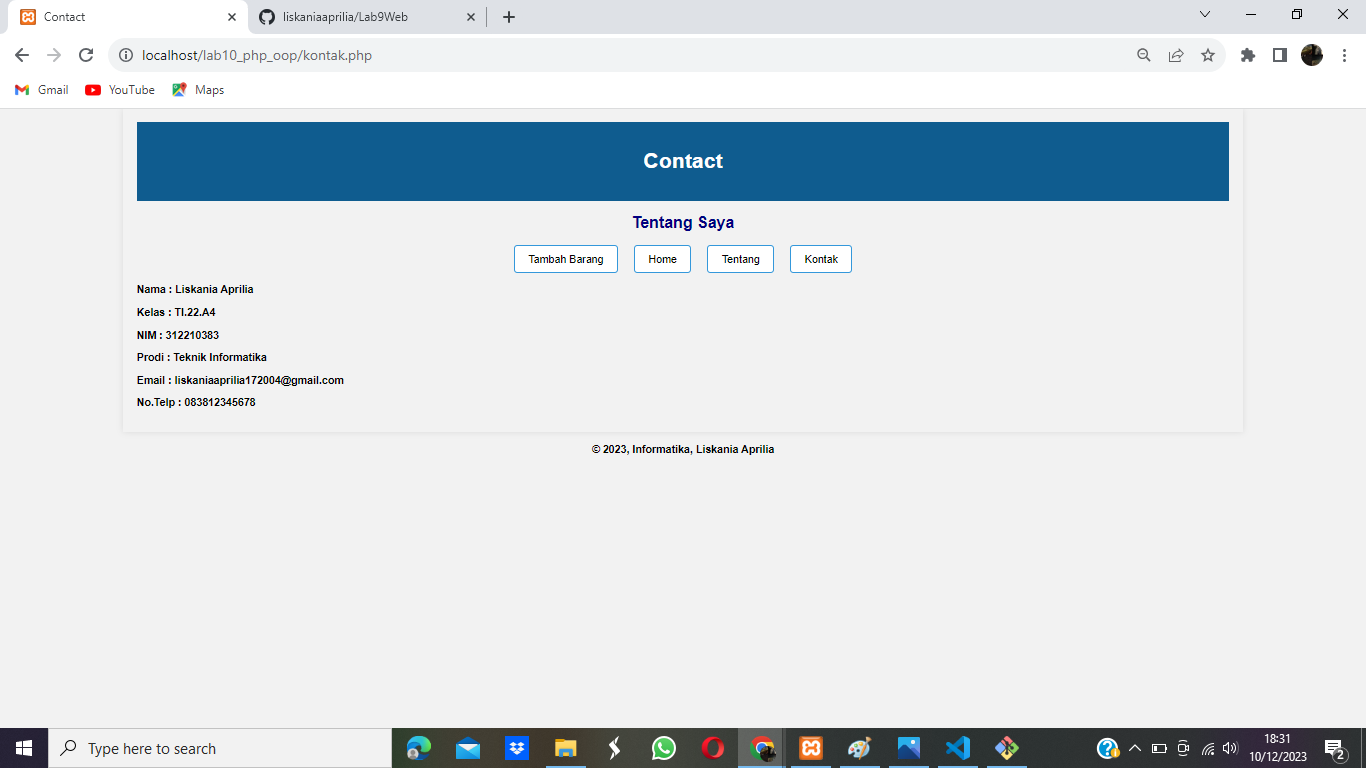 Contact
liskaniaaprilia/Lab9Web
localhost/lab10_php_oop/kontak.php
Gmail YouTube Maps
Contact
Tentang Saya
Tambah Barang Home Tentang Kontak
Nama : Liskania Aprilia
Kelas : TI.22.A4
NIM : 312210383
Prodi : Teknik Informatika
Email : liskaniaaprilia172004@gmail.com
No.Telp : 083812345678
© 2023, Informatika, Liskania Aprilia
Type here to search
18:31
10/12/2023
2